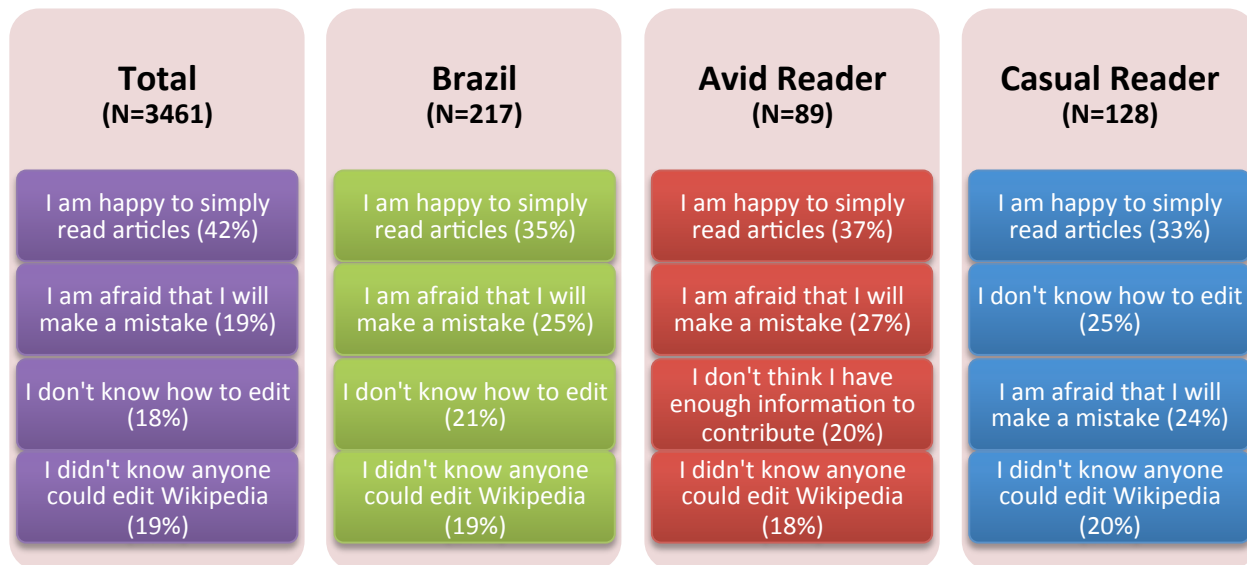 Total
(N=3461)
I am happy to simply
read articles (42%)
I am afraid that I will
make a mistake (19%)
I don't know how to edit
(18%)
I didn't know anyone
could edit Wikipedia
(19%)
Brazil
(N=217)
I am happy to simply
read articles (35%)
I am afraid that I will
make a mistake (25%)
I don't know how to edit
(21%)
I didn't know anyone
could edit Wikipedia
(19%)
Avid Reader
(N=89)
I am happy to simply
read articles (37%)
I am afraid that I will
make a mistake (27%)
I don't think I have
enough information to
contribute (20%)
I didn't know anyone
could edit Wikipedia
(18%)
Casual Reader
(N=128)
I am happy to simply
read articles (33%)
I don't know how to edit
(25%)
I am afraid that I will
make a mistake (24%)
I didn't know anyone
could edit Wikipedia
(20%)